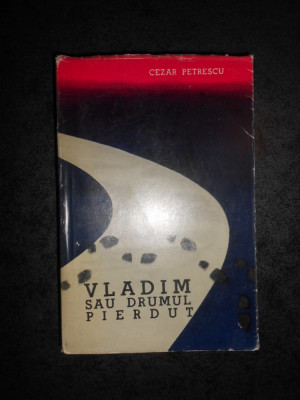 CEZAR PETRESCU
VLADIM
SAU DRUMUL
PIERDUT